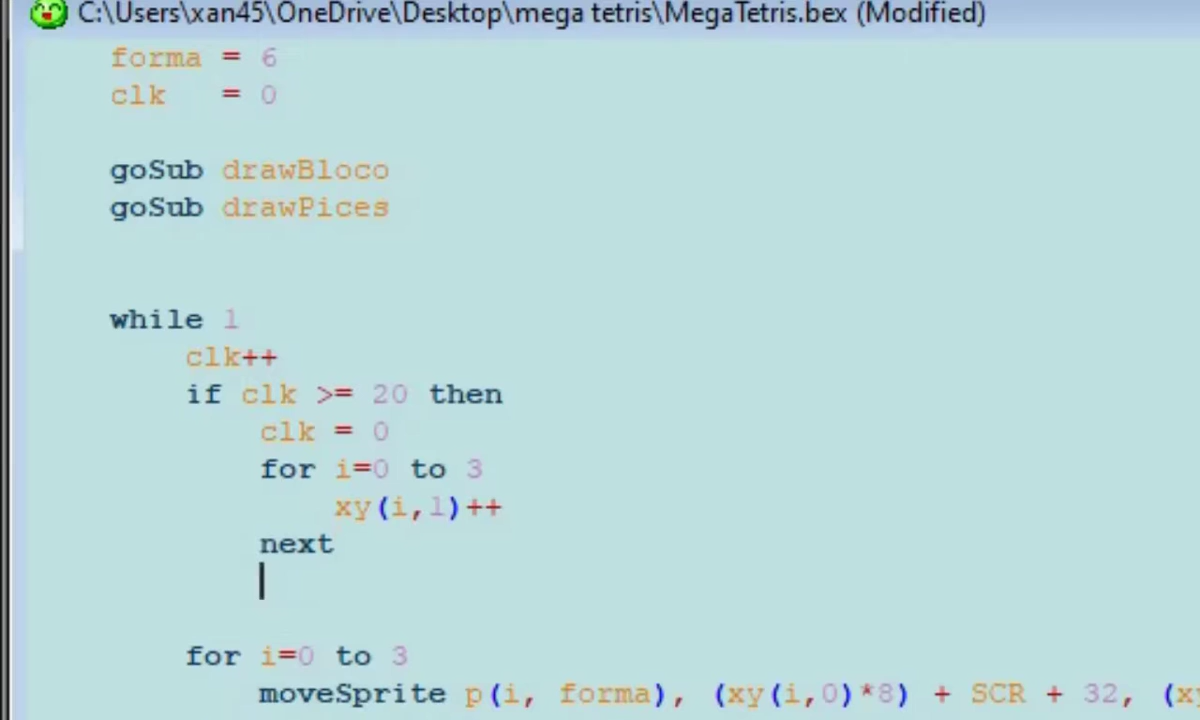 C:\Users\xan45\OneDrive\Desktop\mega tetris\MegaTetris.bex (Modified)
forma = 6
clk = 0
goSub drawBloco
goSub drawPices
while 1
clk++
if clk >= 20 then
clk = 0
for i=0 to 3
xy(i,1)++
next
for i=0 to 3
moveSprite p(i, forma), (xy(i,0)*8) + SCR + 32, (xy